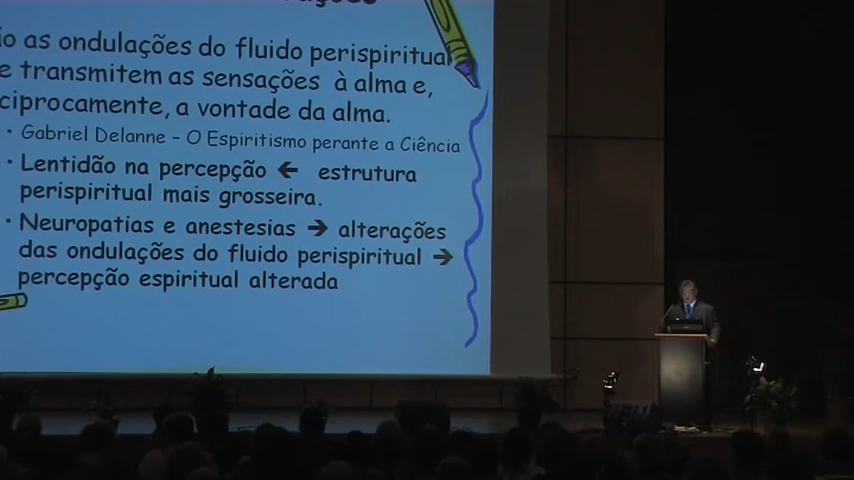 as ondulações do fluido perispiritual
transmitem as sensações à alma e,
a vontade da alma.
• Gabriel Delanne – O Espiritismo perante a Ciência
• Lentidão na percepção ← estrutura
perispiritual mais grosseira.
• Neuropatias e anestesias → alterações
das ondulações do fluido perispiritual →
percepção espiritual alterada